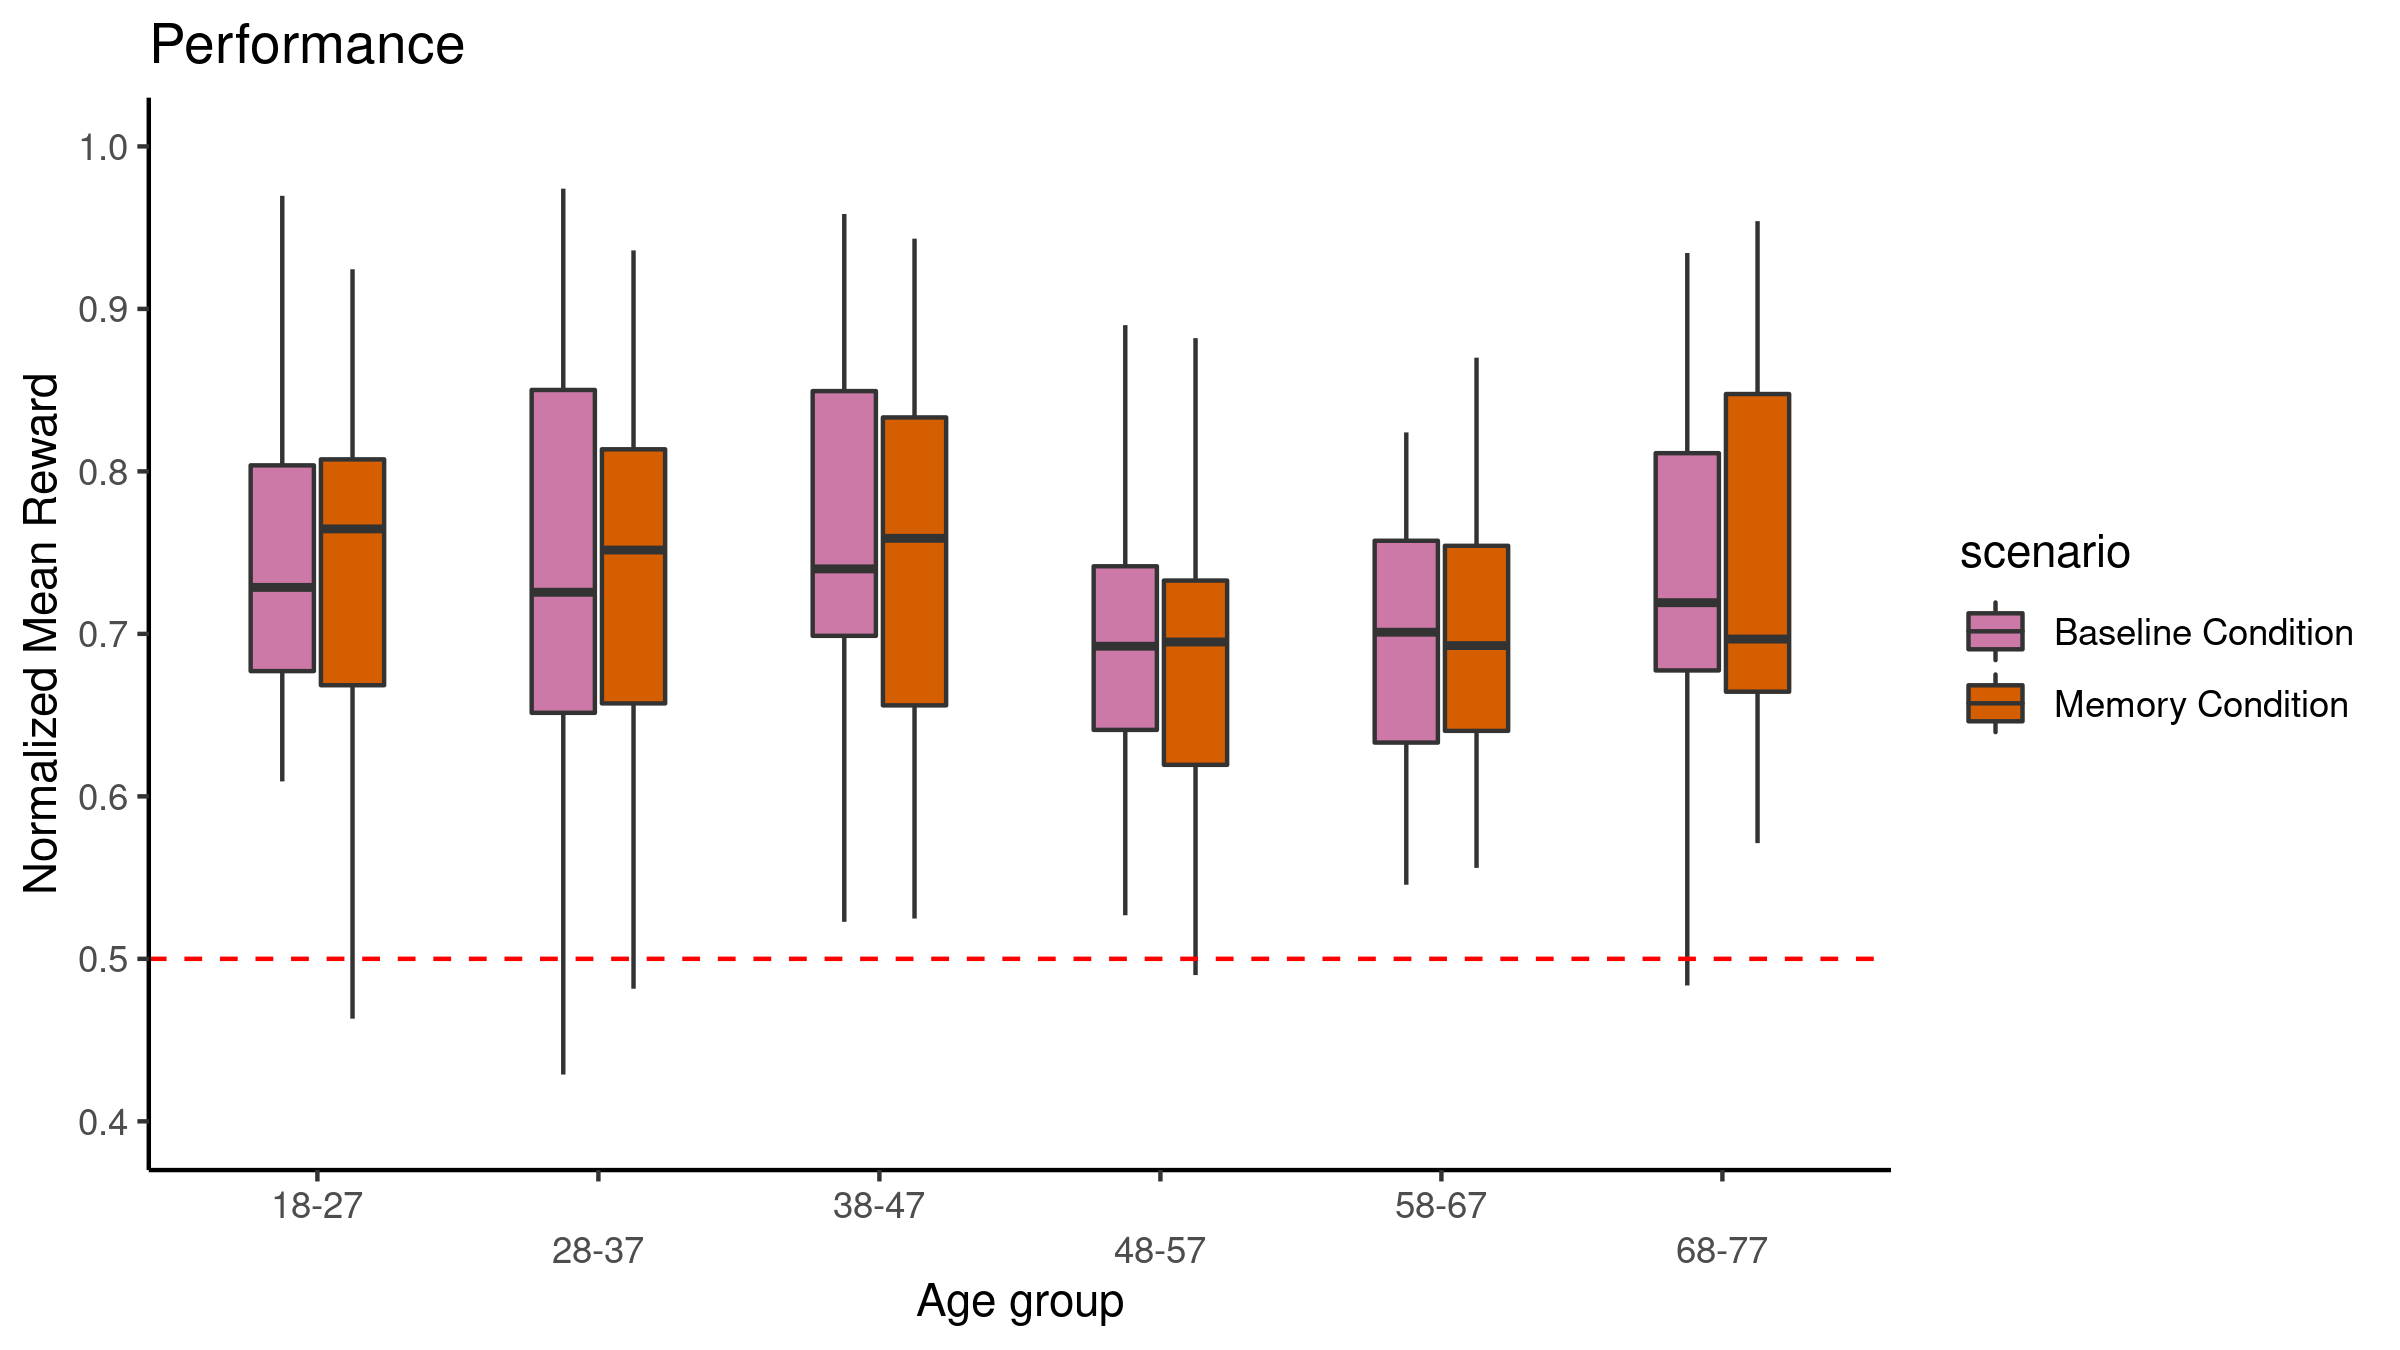 Performance
Normalized Mean Reward
1.0
0.9
0.8
0.7
0.6
0.5
0.4
18-27
28-37
38-47
48-57
58-67
68-77
Age group
scenario
Baseline Condition
Memory Condition